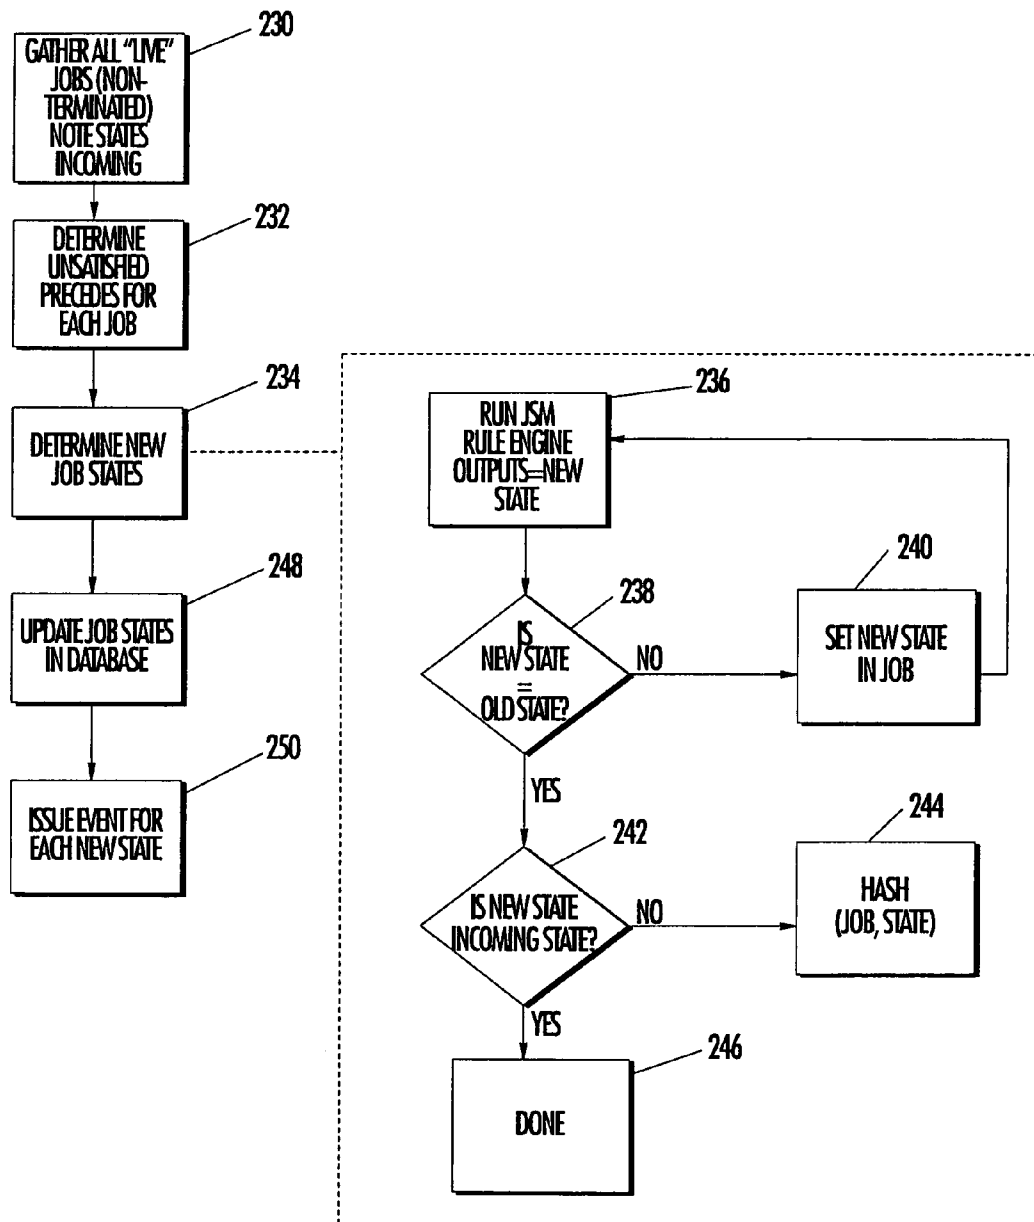 230
GATHER ALL "LIVE"
JOBS (NON-
TERMINATED)
NOTE STATES
INCOMING
232
DETERMINE
UNSATISFIED
PRECEDES FOR
EACH JOB
234
DETERMINE NEW
JOB STATES
248
UPDATE JOB STATES
IN DATABASE
250
ISSUE EVENT FOR
EACH NEW STATE
236
RUN JSM
RULE ENGINE
OUTPUTS=NEW
STATE
238
IS
NEW STATE
=
OLD STATE?
NO
240
SET NEW STATE
IN JOB
YES
242
IS NEW STATE
INCOMING STATE?
NO
244
HASH
(JOB, STATE)
YES
246
DONE